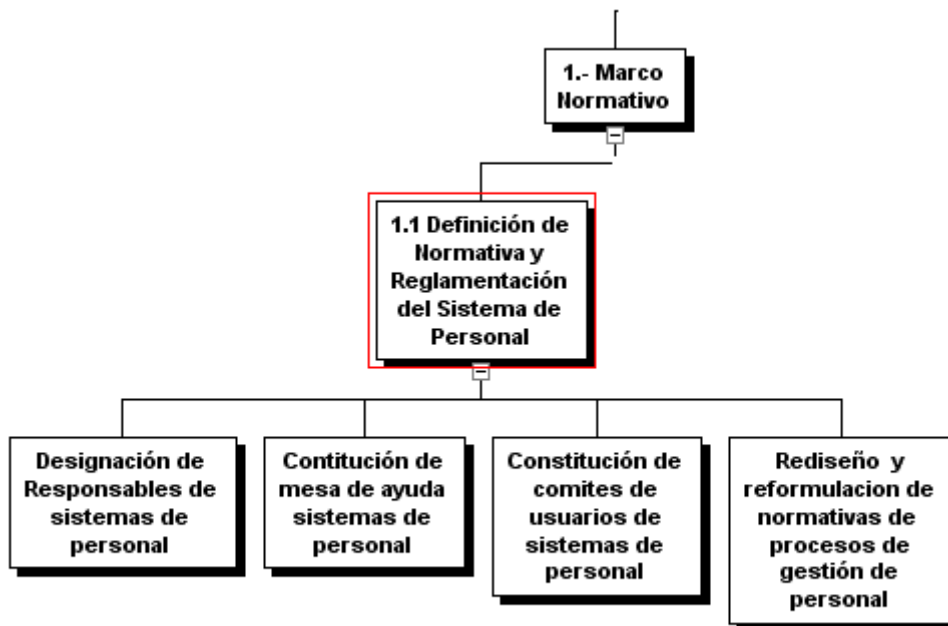 1.- Marco
Normativo
1.1 Definición de
Normativa y
Reglamentación
del Sistema de
Personal
Designación de
Responsables de
sistemas de
personal
Contitución de
mesa de ayuda
sistemas de
personal
Constitución de
comites de
usuarios de
sistemas de
personal
Rediseño y
reformulacion de
normativas de
procesos de
gestión de
personal